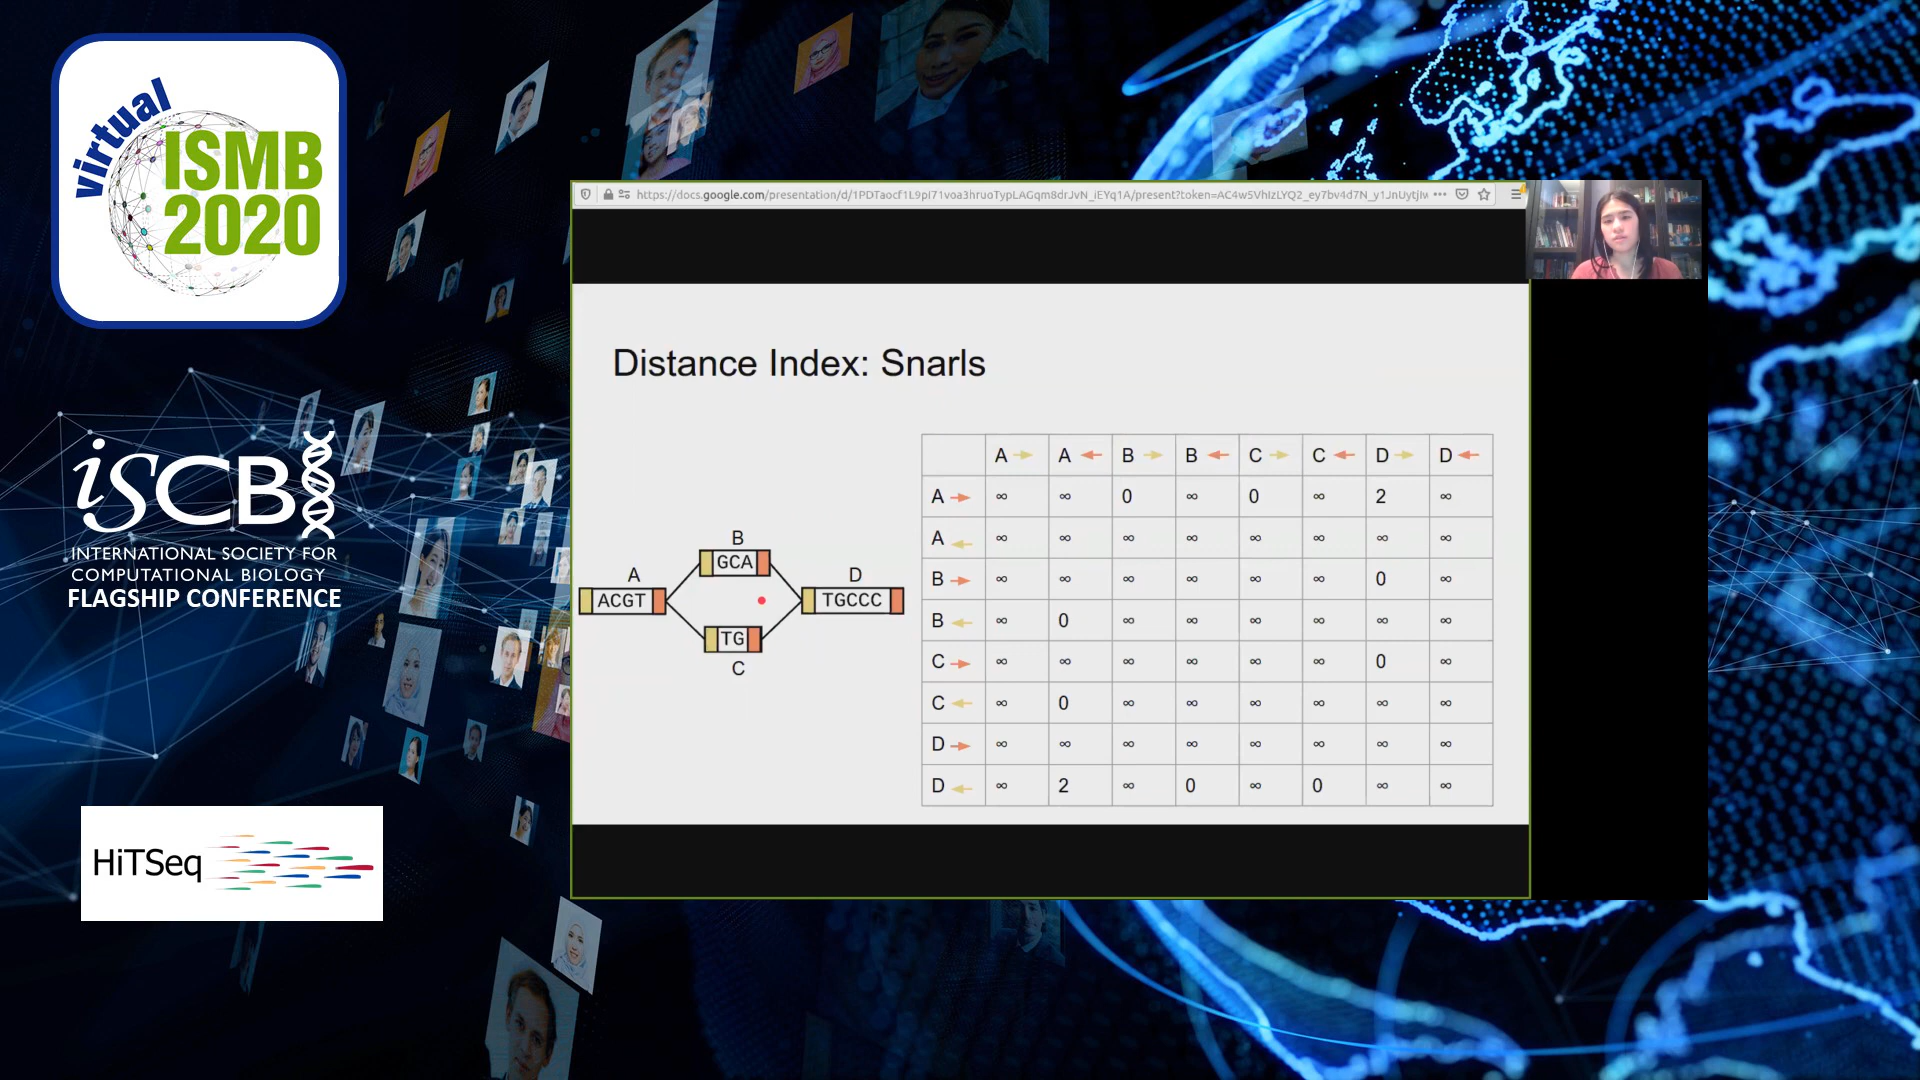 virtual
ISMB
2020
iSCB
INTERNATIONAL SOCIETY FOR
COMPUTATIONAL BIOLOGY
FLAGSHIP CONFERENCE
HiTSeq
Distance Index: Snarls
B
GCA
A
D
ACGT
TGCCC
TG
C
A → A ← B → B ← C → C ← D → D ←
A → ∞ ∞ 0 ∞ 0 ∞ 2 ∞
A ← ∞ ∞ ∞ ∞ ∞ ∞ ∞ ∞
B → ∞ ∞ ∞ ∞ ∞ ∞ 0 ∞
B ← ∞ 0 ∞ ∞ ∞ ∞ ∞ ∞
C → ∞ ∞ ∞ ∞ ∞ ∞ 0 ∞
C ← ∞ 0 ∞ ∞ ∞ ∞ ∞ ∞
D → ∞ ∞ ∞ ∞ ∞ ∞ ∞ ∞
D ← ∞ 2 ∞ 0 ∞ 0 ∞ ∞